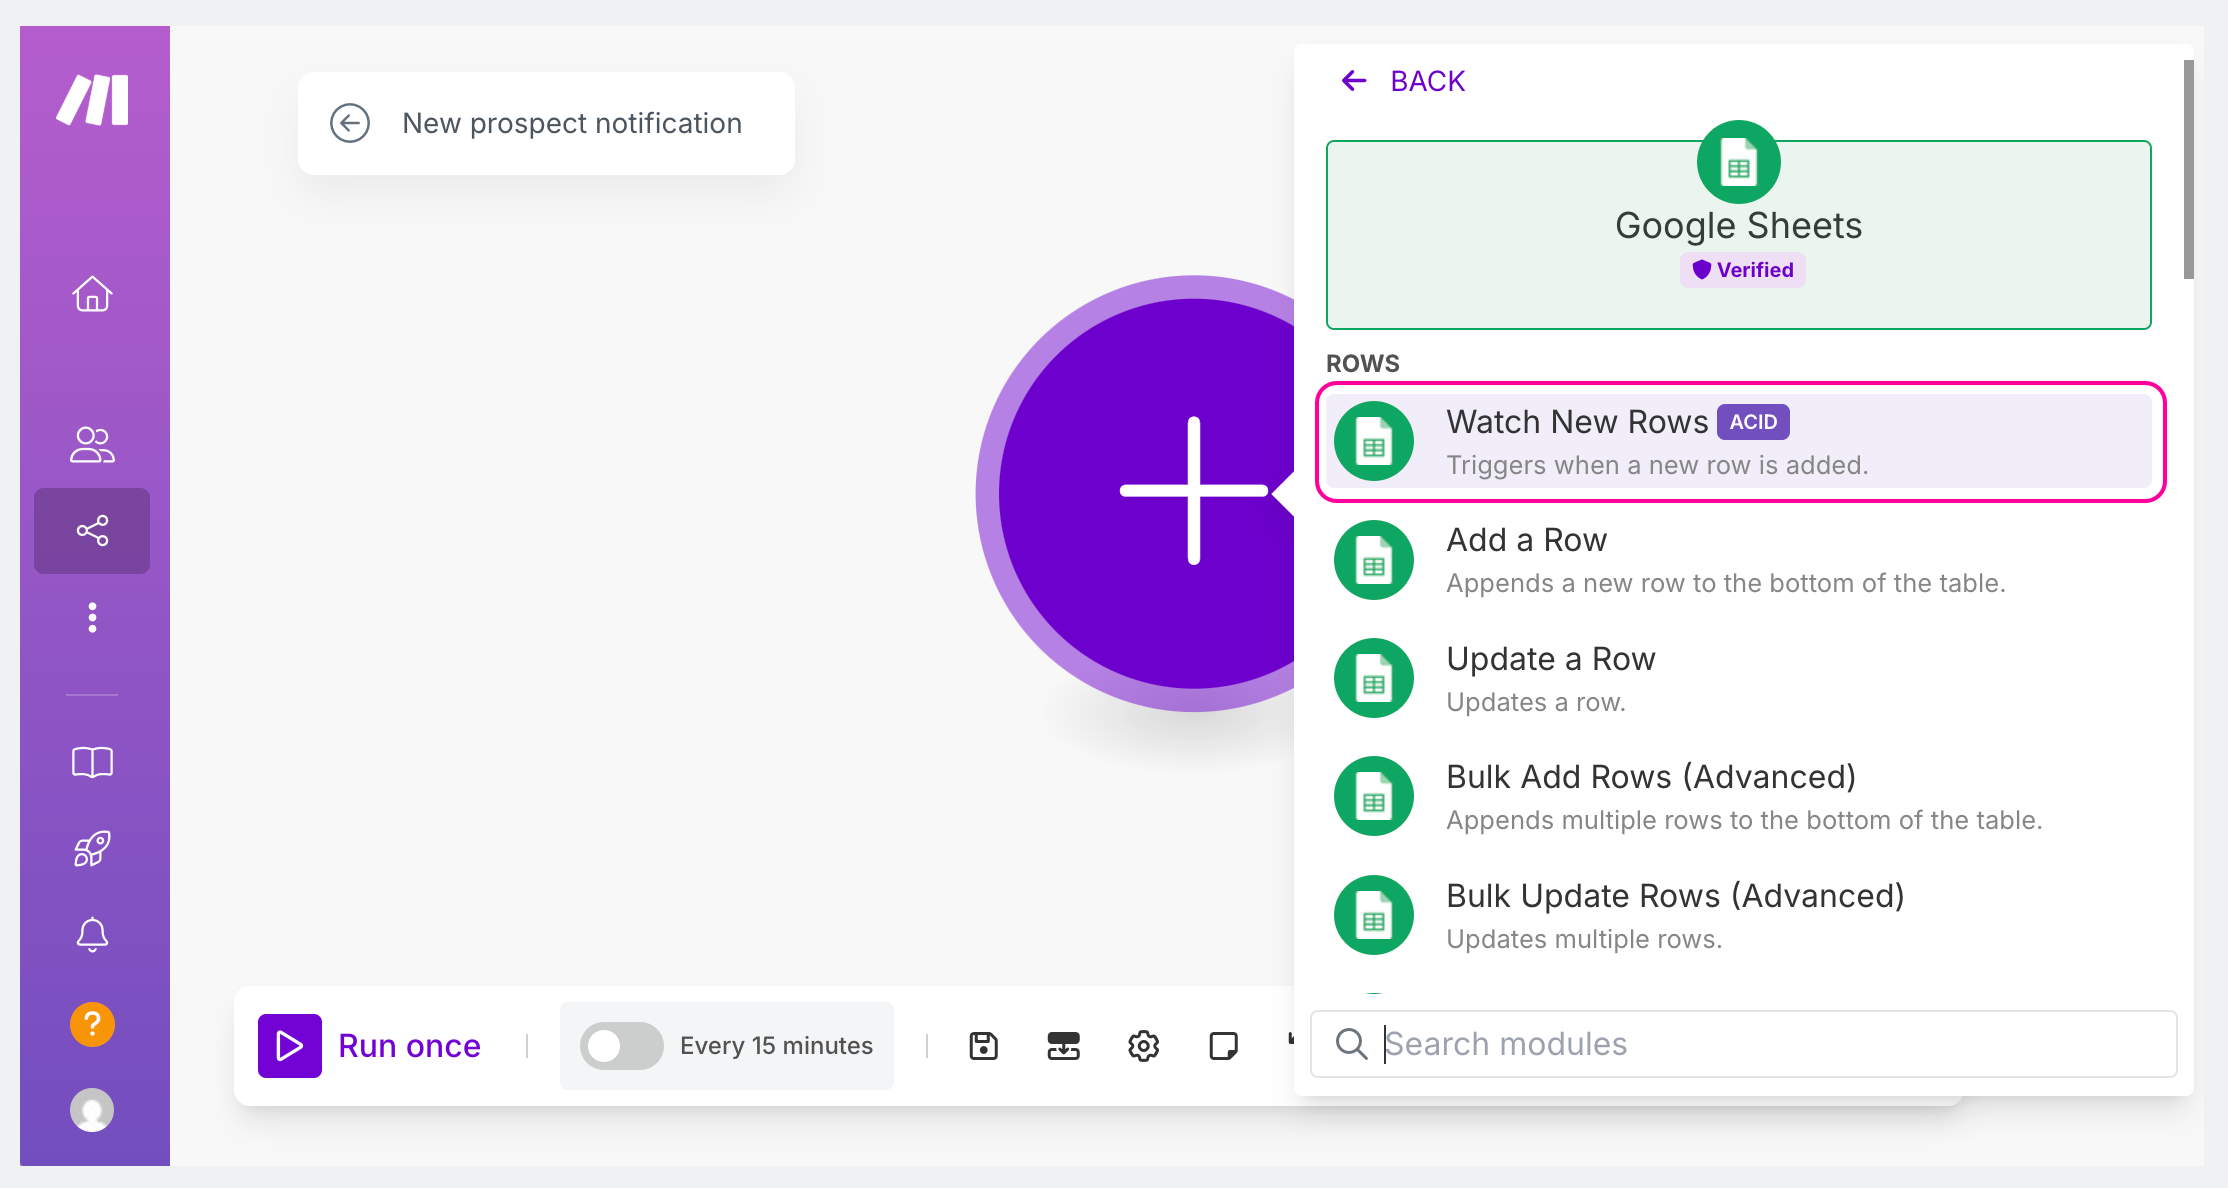 New prospect notification
BACK
Google Sheets
Verified
ROWS
Watch New Rows ACID
Triggers when a new row is added.
Add a Row
Appends a new row to the bottom of the table.
Update a Row
Updates a row.
Bulk Add Rows (Advanced)
Appends multiple rows to the bottom of the table.
Bulk Update Rows (Advanced)
Updates multiple rows.
Search modules
?
Run once
Every 15 minutes